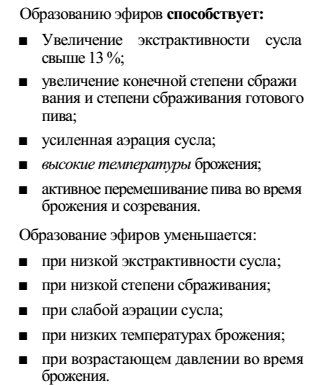 Образованию эфиров способствует:
■ Увеличение экстрактивности сусла
свыше 13 %;
■ увеличение конечной степени сбражи
вания и степени сбраживания готового
пива;
■ усиленная аэрация сусла;
■ высокие температуры брожения;
■ активное перемешивание пива во время
брожения и созревания.
Образование эфиров уменьшается:
■ при низкой экстрактивности сусла;
■ при низкой степени сбраживания;
■ при слабой аэрации сусла;
■ при низких температурах брожения;
■ при возрастающем давлении во время
брожения.